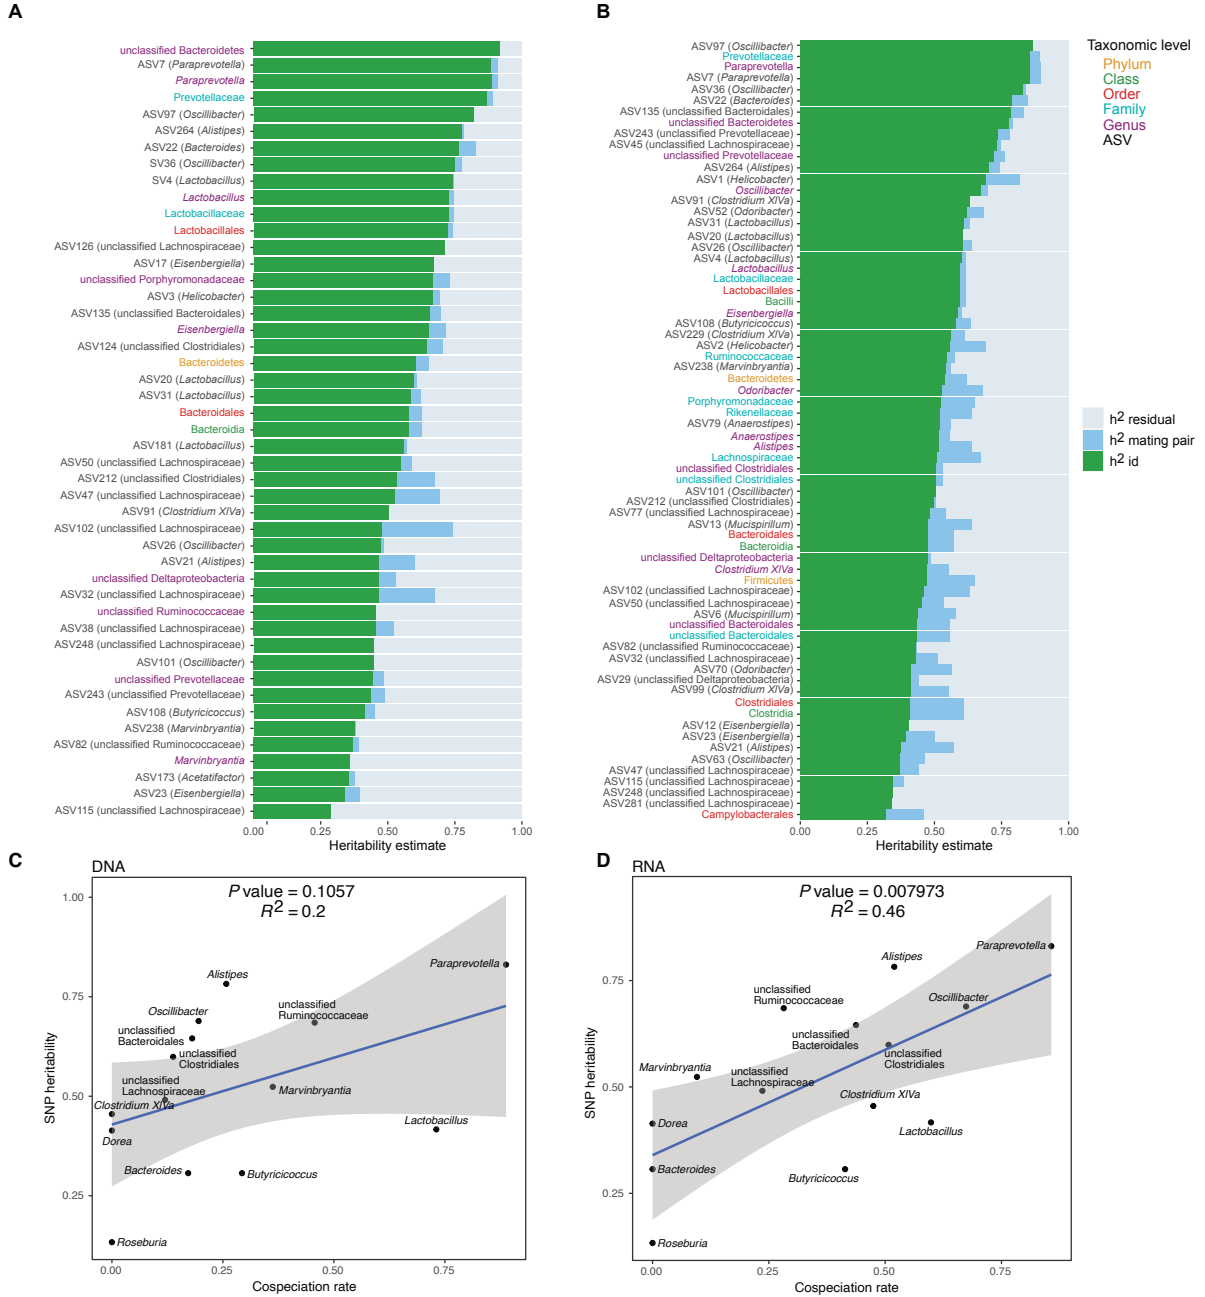 A
unclassified Bacteroidetes
ASV7 (Paraprevotella)
Paraprevotella
Prevotellaceae
ASV97 (Oscillibacter)
ASV264 (Alistipes)
ASV22 (Bacteroides)
SV36 (Oscillibacter)
SV4 (Lactobacillus)
Lactobacillus
Lactobacillaceae
Lactobacillales
ASV126 (unclassified Lachnospiraceae)
ASV17 (Eisenbergiella)
unclassified Porphyromonadaceae
ASV3 (Helicobacter)
ASV135 (unclassified Bacteroidales)
Eisenbergiella
ASV124 (unclassified Clostridiales)
Bacteroidetes
ASV20 (Lactobacillus)
ASV31 (Lactobacillus)
Bacteroidales
Bacteroidia
ASV181 (Lactobacillus)
ASV50 (unclassified Lachnospiraceae)
ASV212 (unclassified Clostridiales)
ASV47 (unclassified Lachnospiraceae)
ASV91 (Clostridium XIVa)
ASV102 (unclassified Lachnospiraceae)
ASV26 (Oscillibacter)
ASV21 (Alistipes)
unclassified Deltaproteobacteria
ASV32 (unclassified Lachnospiraceae)
unclassified Ruminococcaceae
ASV38 (unclassified Lachnospiraceae)
ASV248 (unclassified Lachnospiraceae)
ASV101 (Oscillibacter)
unclassified Prevotellaceae
ASV243 (unclassified Prevotellaceae)
ASV108 (Butyricicoccus)
ASV238 (Marvinbryantia)
ASV82 (unclassified Ruminococcaceae)
Marvinbryantia
ASV173 (Acetatifactor)
ASV23 (Eisenbergiella)
ASV115 (unclassified Lachnospiraceae)
0.00 0.25 0.50 0.75 1.00
Heritability estimate
B
ASV97 (Oscillibacter)
Prevotellaceae
Paraprevotella
ASV7 (Paraprevotella)
ASV36 (Oscillibacter)
ASV22 (Bacteroides)
ASV135 (unclassified Bacteroidales)
unclassified Bacteroidetes
ASV243 (unclassified Prevotellaceae)
ASV45 (unclassified Lachnospiraceae)
unclassified Prevotellaceae
ASV264 (Alistipes)
ASV1 (Helicobacter)
Oscillibacter
ASV91 (Clostridium XIVa)
ASV52 (Odoribacter)
ASV31 (Lactobacillus)
ASV20 (Lactobacillus)
ASV26 (Oscillibacter)
ASV4 (Lactobacillus)
Lactobacillus
Lactobacillaceae
Lactobacillales
Bacilli
Eisenbergiella
ASV108 (Butyricicoccus)
ASV229 (Clostridium XIVa)
ASV2 (Helicobacter)
Ruminococcaceae
ASV238 (Marvinbryantia)
Bacteroidetes
Odoribacter
Porphyromonadaceae
Rikenellaceae
ASV79 (Anaerostipes)
Anaerostipes
Alistipes
Lachnospiraceae
unclassified Clostridiales
unclassified Clostridiales
ASV101 (Oscillibacter)
ASV212 (unclassified Clostridiales)
ASV77 (unclassified Lachnospiraceae)
ASV13 (Mucispirillum)
Bacteroidales
Bacteroidia
unclassified Deltaproteobacteria
Clostridium XIVa
Firmicutes
ASV102 (unclassified Lachnospiraceae)
ASV50 (unclassified Lachnospiraceae)
ASV6 (Mucispirillum)
unclassified Bacteroidales
unclassified Bacteroidales
ASV82 (unclassified Ruminococcaceae)
ASV32 (unclassified Lachnospiraceae)
ASV70 (Odoribacter)
ASV29 (unclassified Deltaproteobacteria)
ASV99 (Clostridium XIVa)
Clostridiales
Clostridia
ASV12 (Eisenbergiella)
ASV23 (Eisenbergiella)
ASV21 (Alistipes)
ASV63 (Oscillibacter)
ASV47 (unclassified Lachnospiraceae)
ASV115 (unclassified Lachnospiraceae)
ASV248 (unclassified Lachnospiraceae)
ASV281 (unclassified Lachnospiraceae)
Campylobacterales
0.00 0.25 0.50 0.75 1.00
Heritability estimate
Taxonomic level
Phylum
Class
Order
Family
Genus
ASV
h2 residual
h2 mating pair
h2 id
C
DNA
P value = 0.1057
R2 = 0.2
SNP heritability
1.00
0.75
0.50
0.25
Paraprevotella
Alistipes
Oscillibacter
unclassified
Ruminococcaceae
unclassified
Bacteroidales
unclassified
Clostridiales
unclassified
Lachnospiraceae
Marvinbryantia
Clostridium XIVa
Dorea
Lactobacillus
Bacteroides
Butyricicoccus
Roseburia
0.00 0.25 0.50 0.75
Cospeciation rate
D
RNA
P value = 0.007973
R2 = 0.46
SNP heritability
0.75
0.50
0.25
Paraprevotella
Alistipes
unclassified
Ruminococcaceae
Oscillibacter
unclassified
Bacteroidales
unclassified
Clostridiales
Marvinbryantia
unclassified
Lachnospiraceae
Clostridium XIVa
Dorea
Lactobacillus
Bacteroides
Butyricicoccus
Roseburia
0.00 0.25 0.50 0.75
Cospeciation rate